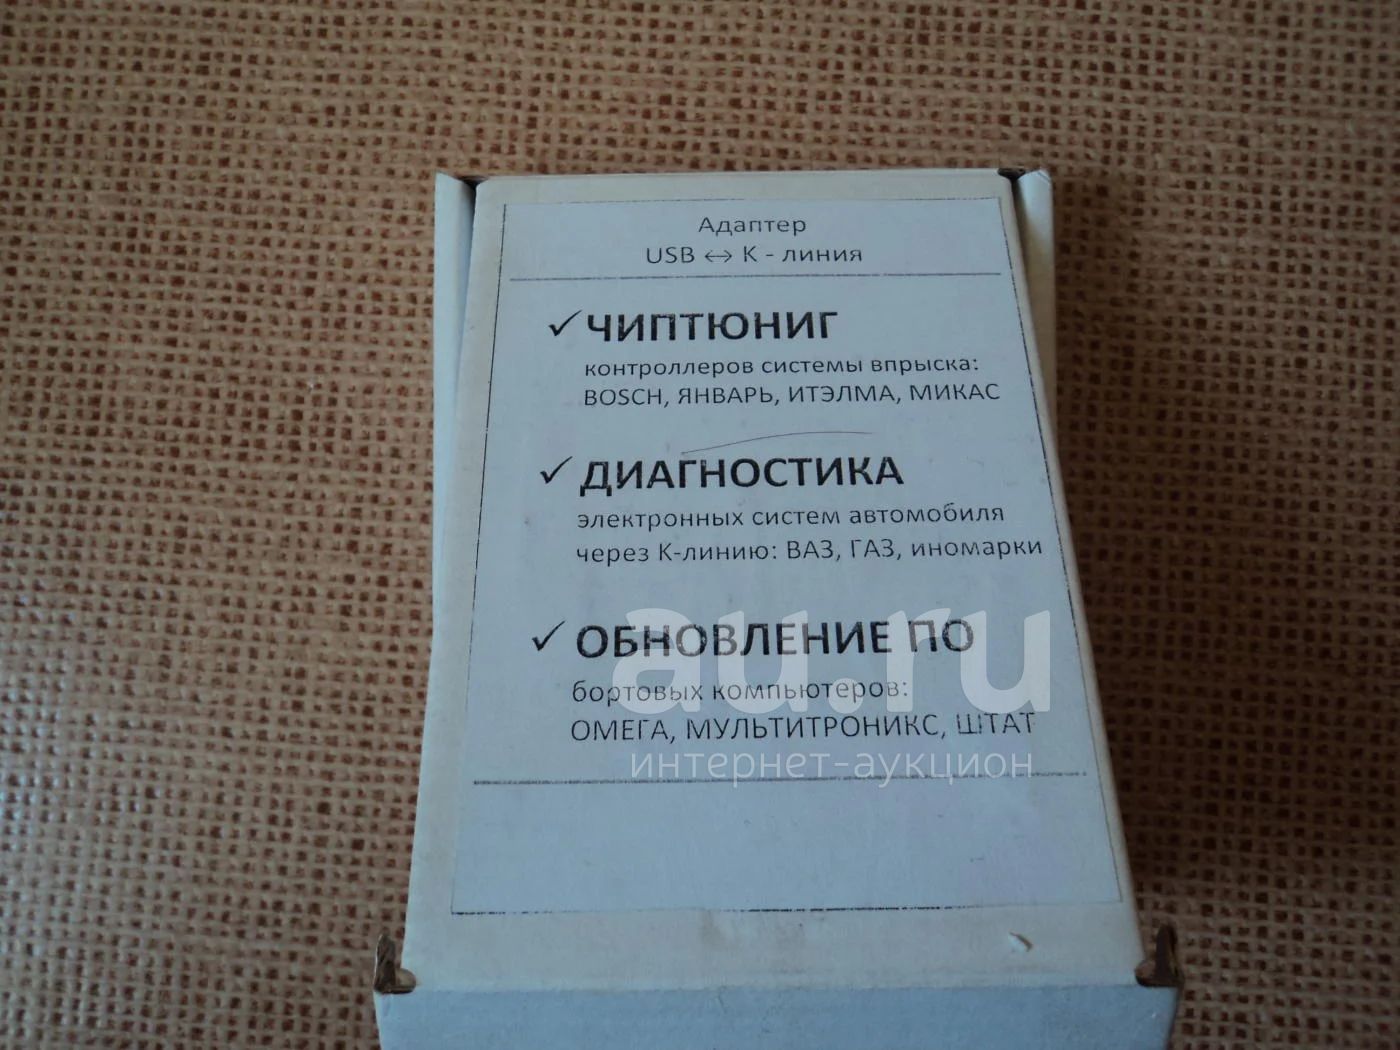 Адаптер
USB ↔ К - линия
✓ ЧИПТЮНИГ
контроллеров системы впрыска:
BOSCH, ЯНВАРЬ, ИТЭЛМА, МИКАС
✓ ДИАГНОСТИКА
электронных систем автомобиля
через К-линию: ВАЗ, ГАЗ, иномарки
✓ ОБНОВЛЕНИЕ ПО
бортовых компьютеров:
ОМЕГА, МУЛЬТИТРОНИКС, ШТАТ
au.ru
интернет-аукцион